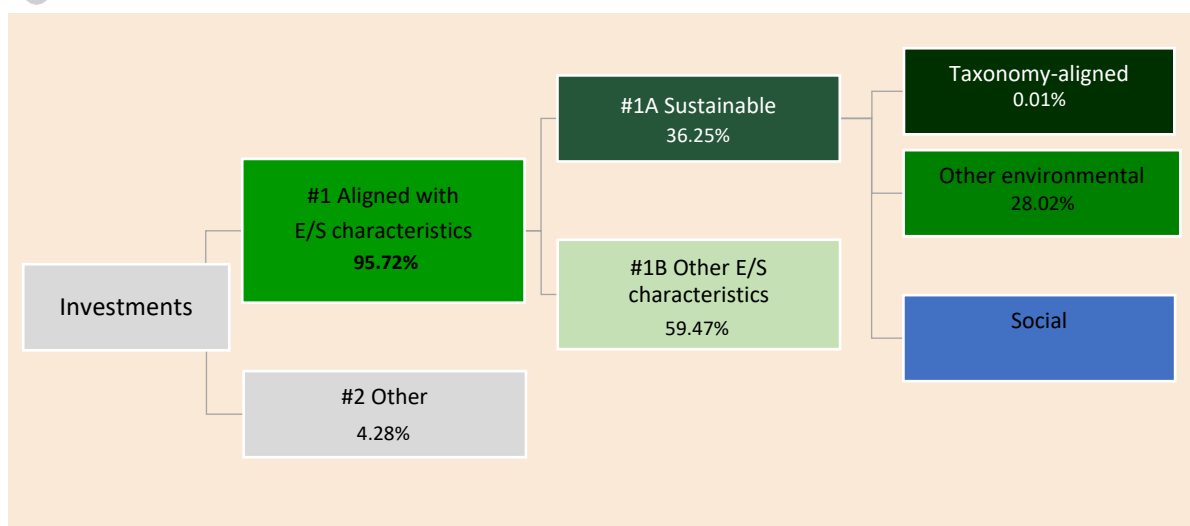 Investments
#1 Aligned with
E/S characteristics
95.72%
#2 Other
4.28%
#1A Sustainable
36.25%
#1B Other E/S
characteristics
59.47%
Taxonomy-aligned
0.01%
Other environmental
28.02%
Social